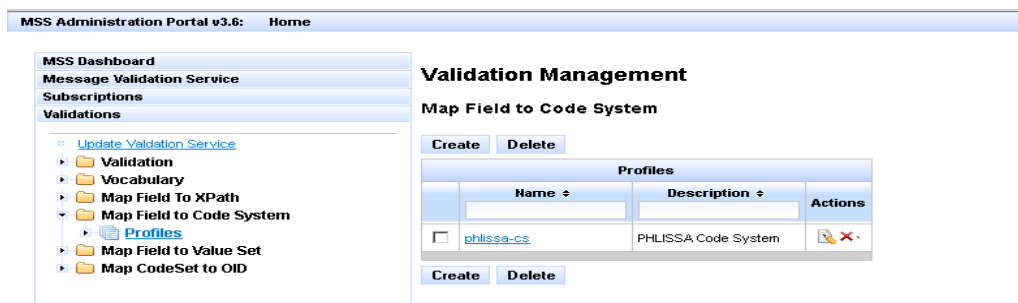 MSS Administration Portal v3.6: Home
MSS Dashboard
Message Validation Service
Subscriptions
Validations
Update Valdation Service
Validation
Vocabulary
Map Field To XPath
Map Field to Code System
Profiles
Map Field to Value Set
Map CodeSet to OID
Validation Management
Map Field to Code System
Create Delete
Profiles
Name Description Actions
phlissa-cs PHLISSA Code System
Create Delete